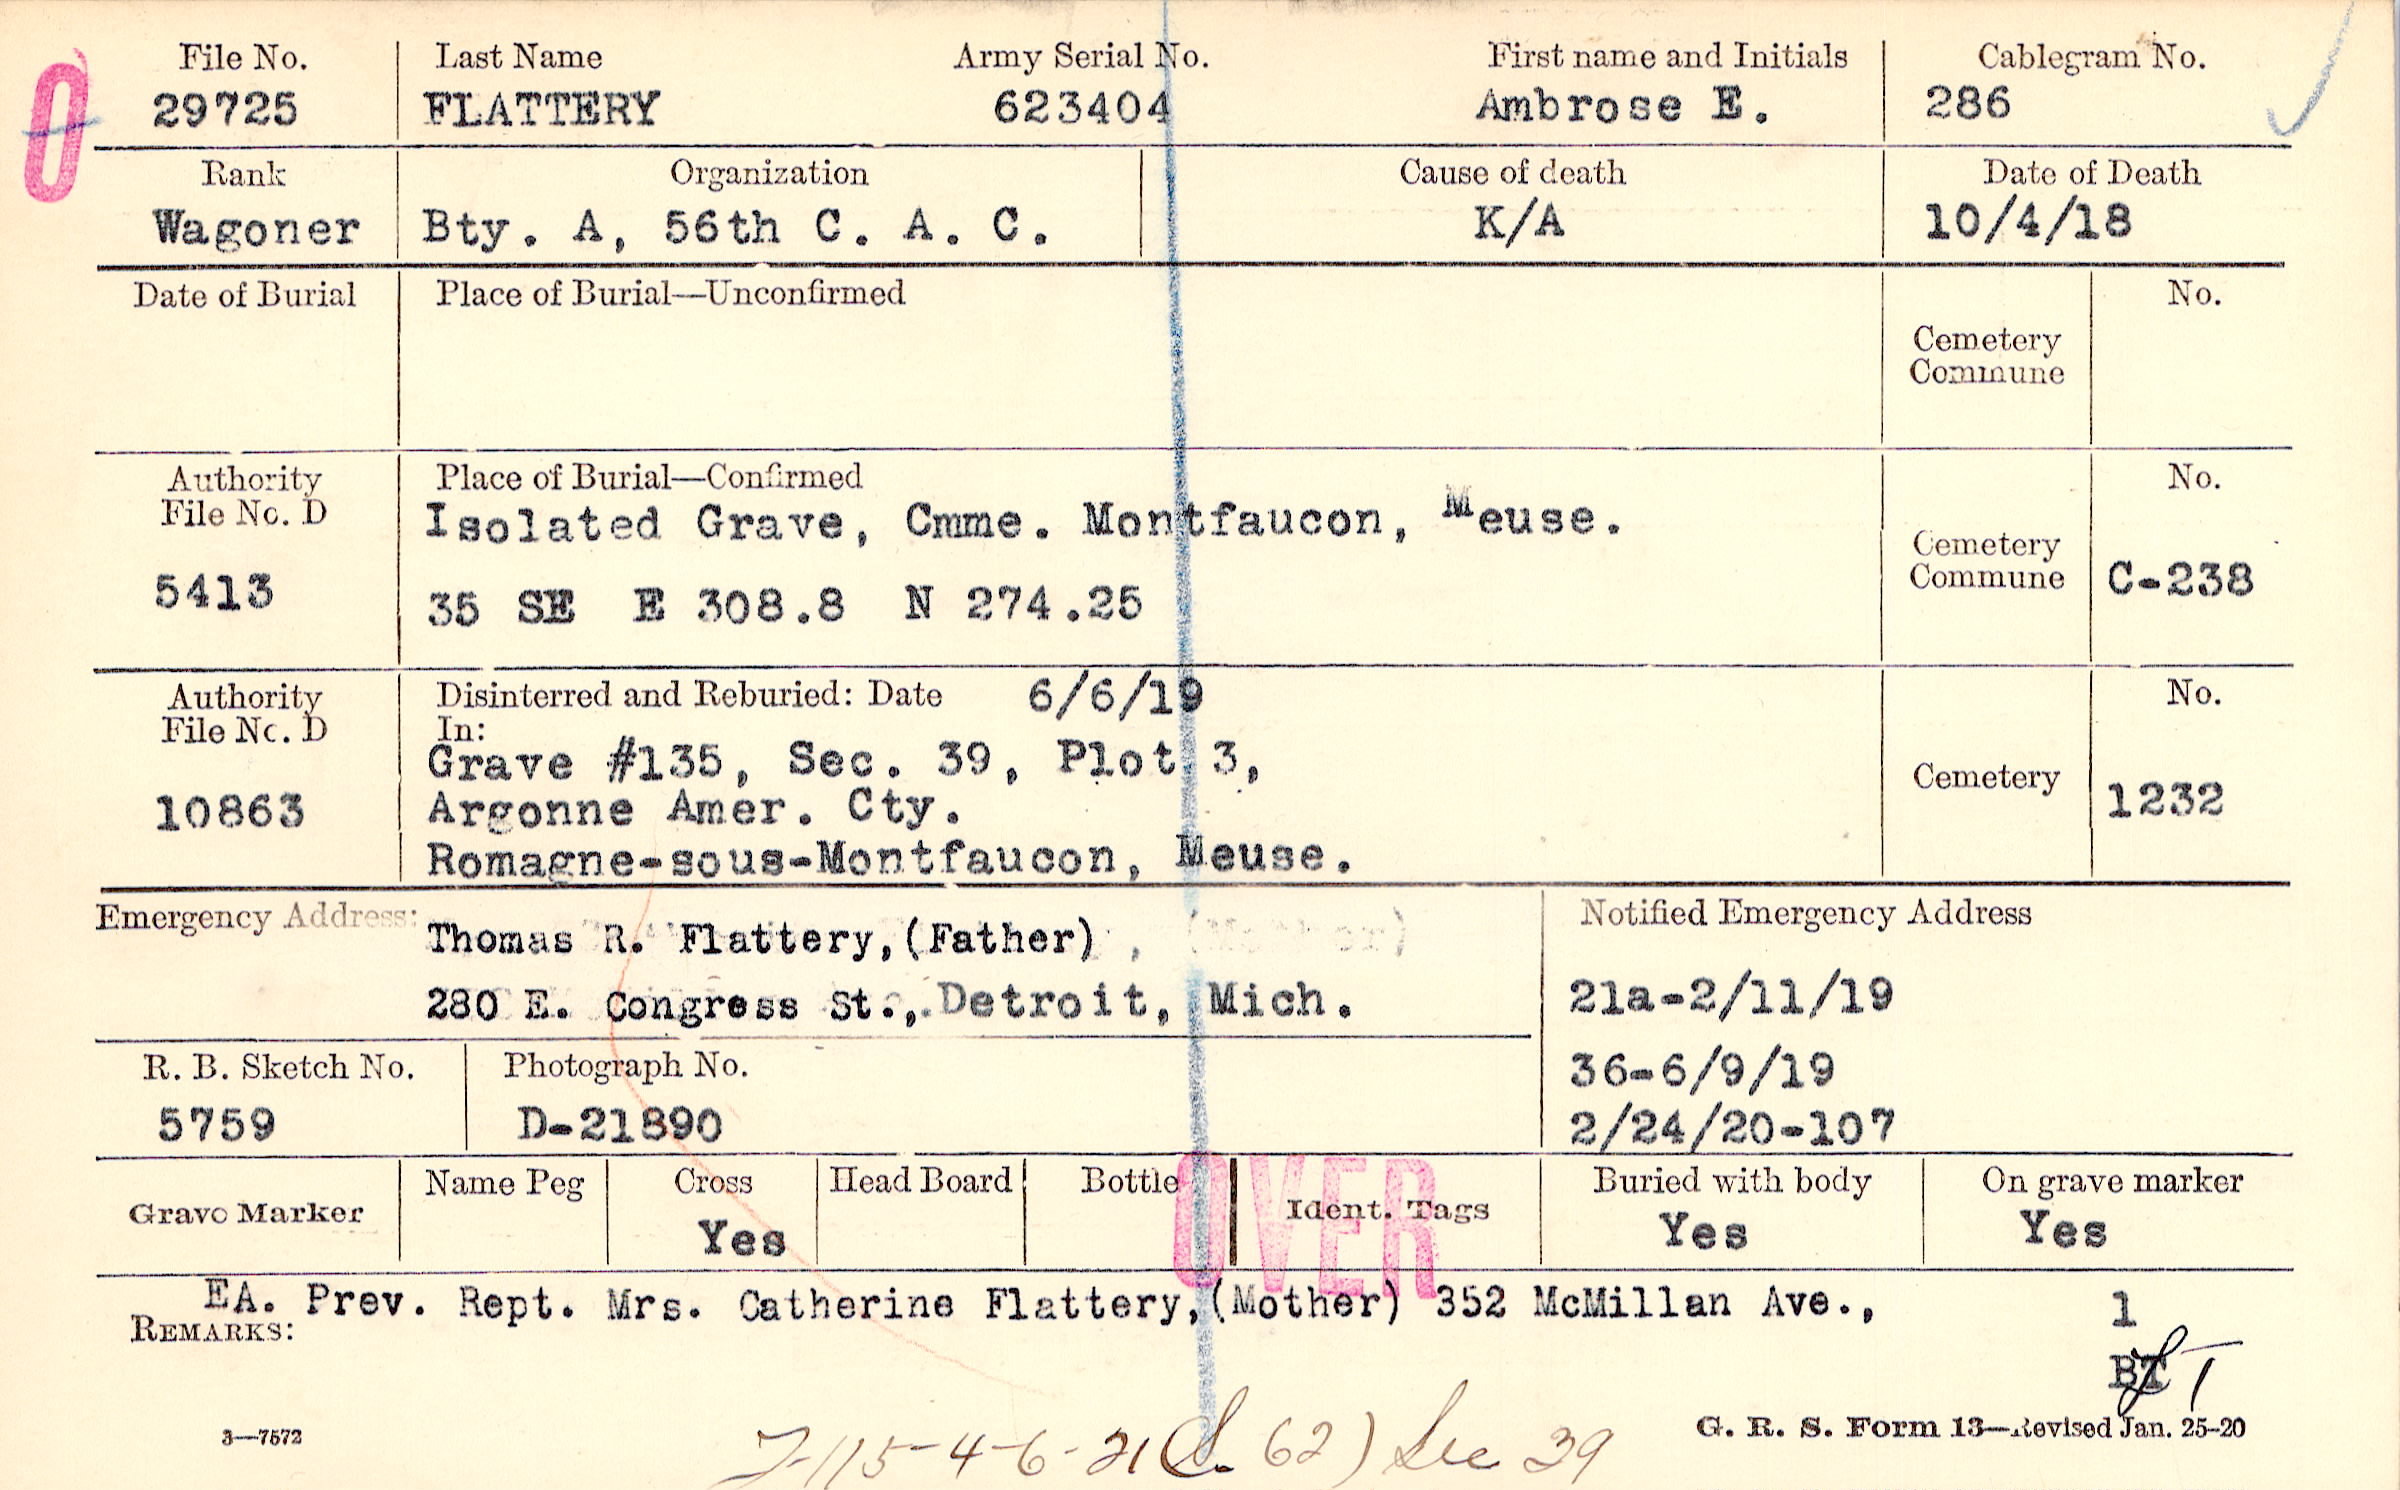 O
File No. Last Name Army Serial No. First name and Initials Cablegram No.
29725 FLATTERY 623404 Ambrose E. 286
Rank Organization Cause of death Date of Death
Wagoner Bty. A, 56th C. A. C. K/A 10/4/18
Date of Burial Place of Burial—Unconfirmed No.
Cemetery
Commune
Authority Place of Burial—Confirmed No.
File No. D Isolated Grave, Cmme. Montfaucon, Meuse.
Cemetery
5413 35 SE E 308.8 N 274.25 Commune C-238
Authority Disinterred and Reburied: Date 6/6/19 No.
File No. D In:
Grave #135, Sec. 39, Plot 3,
Cemetery
10863 Argonne Amer. Cty. 1232
Romagne-sous-Montfaucon, Meuse.
Emergency Address: Notified Emergency Address
Thomas R. Flattery,(Father)
280 E. Congress St., Detroit, Mich. 21a-2/11/19
R. B. Sketch No. Photograph No. 36-6/9/19
5759 D-21890 2/24/20-107
Grave Marker Name Peg Cross Head Board Bottle Ident. Tags Buried with body On grave marker
Yes Yes Yes
OVER
EA. Prev. Rept. Mrs. Catherine Flattery,(Mother) 352 McMillan Ave., 1
REMARKS:
BT
3—7572 G. R. S. Form 13—Revised Jan. 25-20
62) Sec 39